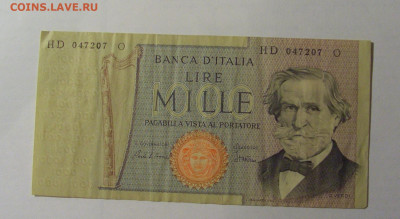 COINS.LAVE.RU
HD 047207 O
HD 047207 O
BANCA D'ITALIA
LIRE
MILLE
PAGABILI A VISTA AL PORTATORE